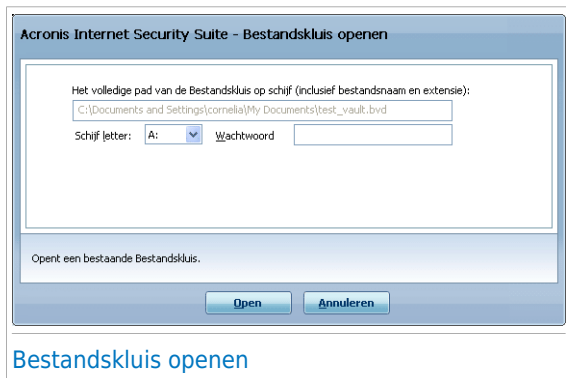 Acronis Internet Security Suite - Bestandskluis openen
Het volledige pad van de Bestandskluis op schijf (inclusief bestandsnaam en extensie):
C:\Documents and Settings\cornelia\My Documents\test_vault.bvd
Schijf letter: A: Wachtwoord
Opent een bestaande Bestandskluis.
Open Annuleren
Bestandskluis openen